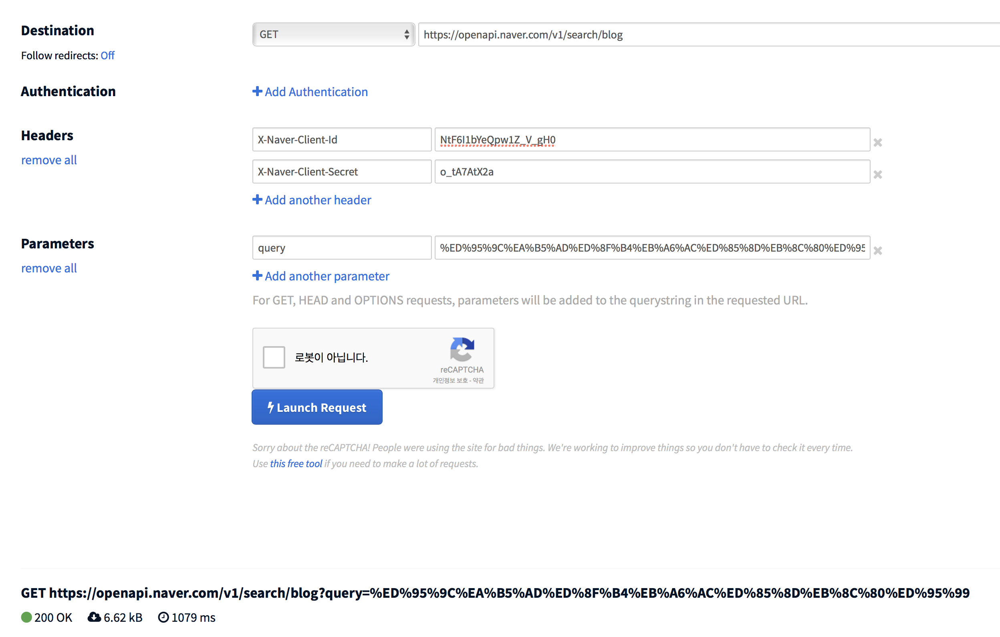 Destination
GET
https://openapi.naver.com/v1/search/blog
Follow redirects: Off
Authentication
Add Authentication
Headers
remove all
X-Naver-Client-Id
NtF6I1bYeQpw1Z_V_gH0
X-Naver-Client-Secret
o_tA7AtX2a
Add another header
Parameters
remove all
query
%ED%95%9C%EA%B5%AD%ED%8F%B4%EB%A6%AC%ED%85%8D%EB%8C%80%ED%95
Add another parameter
For GET, HEAD and OPTIONS requests, parameters will be added to the querystring in the requested URL.
로봇이 아닙니다.
reCAPTCHA
개인정보 보호 - 약관
Launch Request
Sorry about the reCAPTCHA! People were using the site for bad things. We're working to improve things so you don't have to check it every time.
Use this free tool if you need to make a lot of requests.
GET https://openapi.naver.com/v1/search/blog?query=%ED%95%9C%EA%B5%AD%ED%8F%B4%EB%A6%AC%ED%85%8D%EB%8C%80%ED%95%99
200 OK 6.62 kB 1079 ms